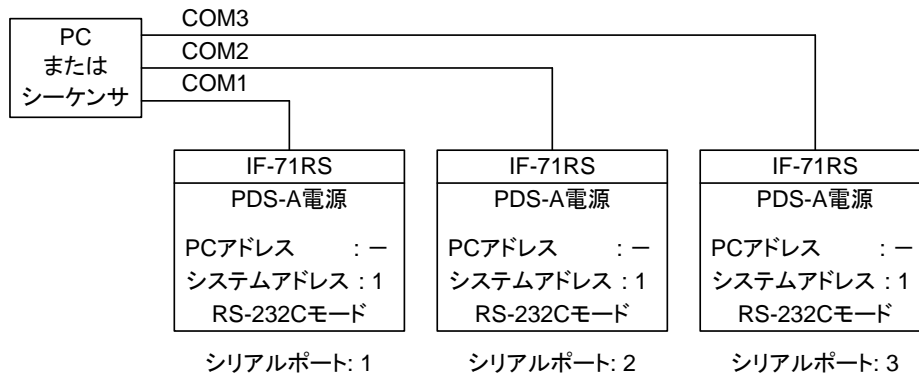 COM3
PC
または
シーケンサ
COM2
COM1
IF-71RS
PDS-A電源
PCアドレス : －
システムアドレス : 1
RS-232Cモード
シリアルポート: 1
IF-71RS
PDS-A電源
PCアドレス : －
システムアドレス : 1
RS-232Cモード
シリアルポート: 2
IF-71RS
PDS-A電源
PCアドレス : －
システムアドレス : 1
RS-232Cモード
シリアルポート: 3